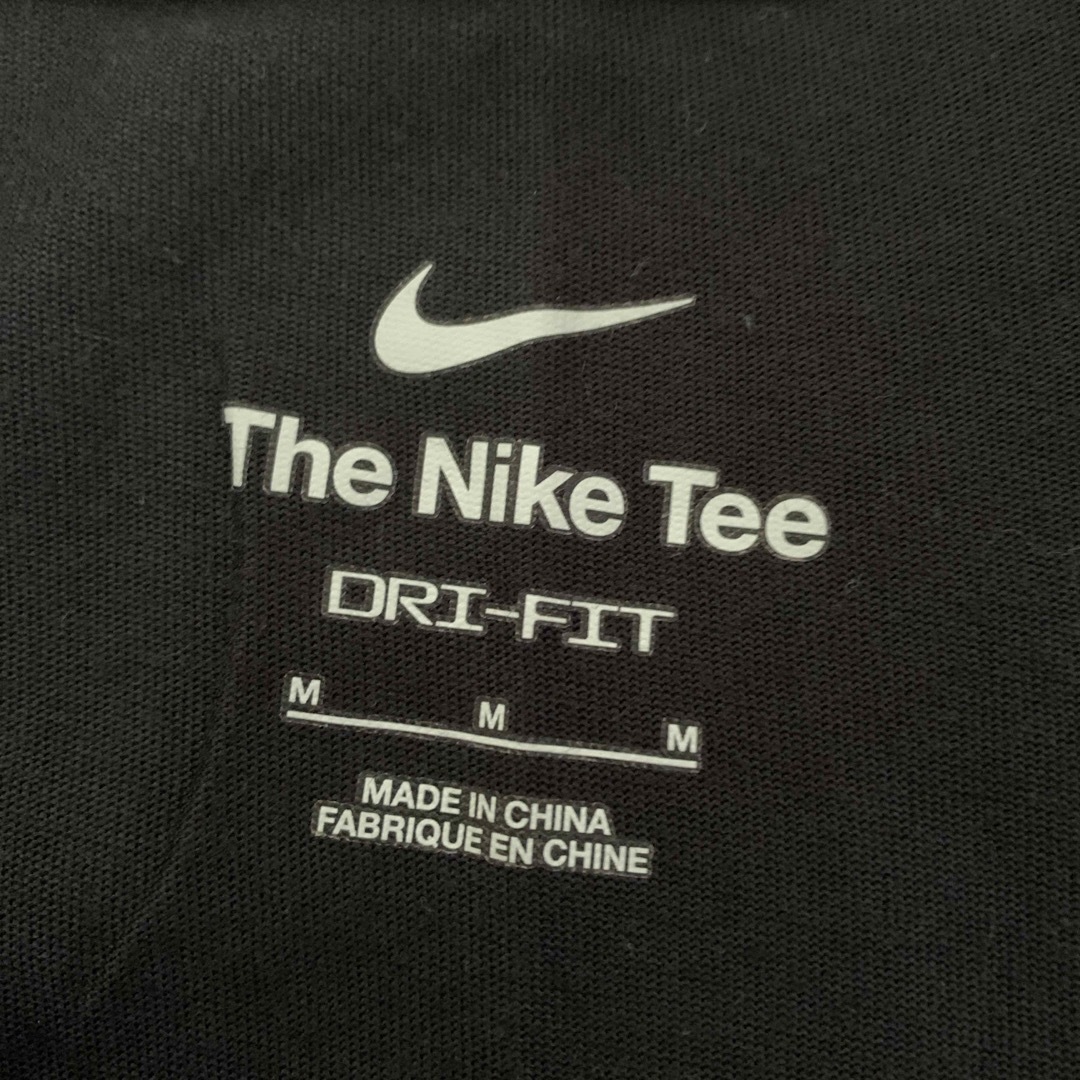 The Nike Tee
DRI-FIT
M M M
MADE IN CHINA
FABRIQUE EN CHINE